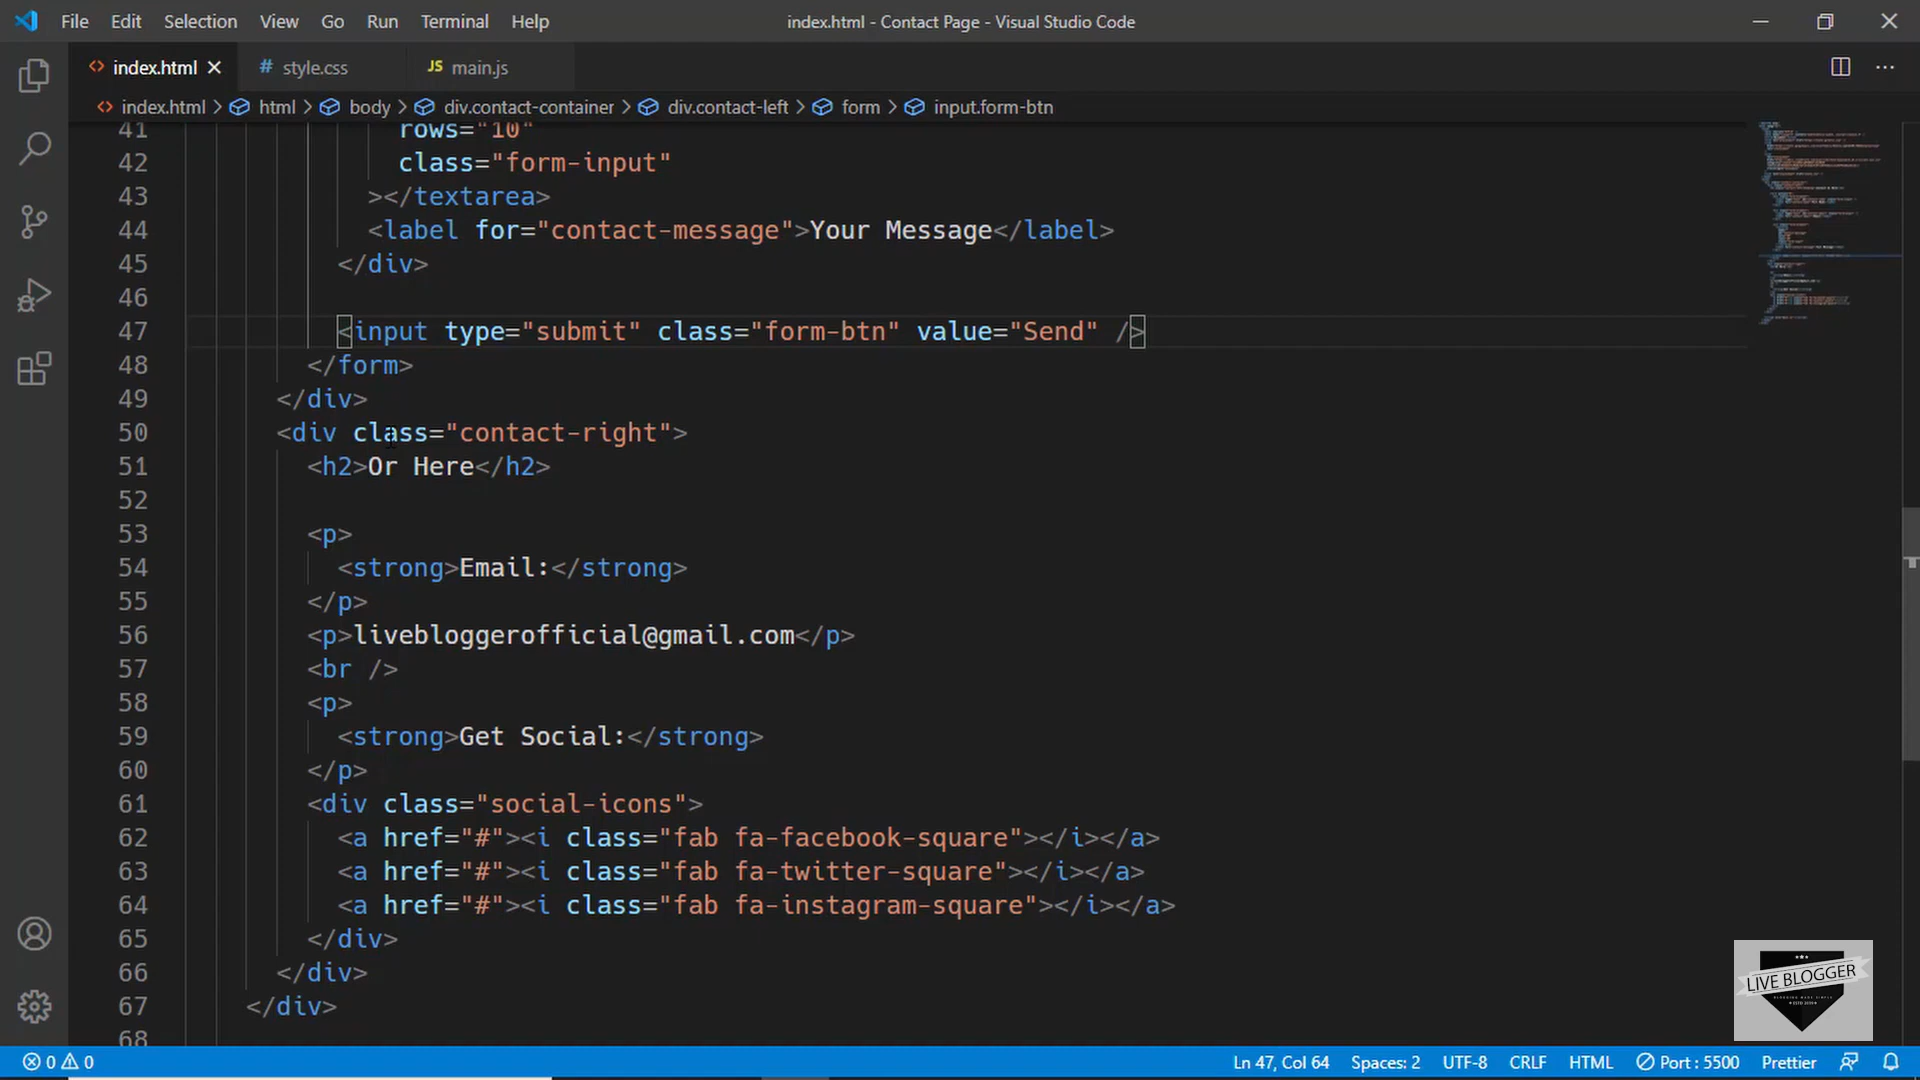 File Edit Selection View Go Run Terminal Help index.html - Contact Page - Visual Studio Code
index.html # style.css JS main.js
index.html > html > body > div.contact-container > div.contact-left > form > input.form-btn
41 rows="10"
42 class="form-input"
43 ></textarea>
44 <label for="contact-message">Your Message</label>
45 </div>
46
47 <input type="submit" class="form-btn" value="Send" />
48 </form>
49 </div>
50 <div class="contact-right">
51 <h2>Or Here</h2>
52
53 <p>
54 <strong>Email:</strong>
55 </p>
56 <p>livebloggerofficial@gmail.com</p>
57 <br />
58 <p>
59 <strong>Get Social:</strong>
60 </p>
61 <div class="social-icons">
62 <a href="#"><i class="fab fa-facebook-square"></i></a>
63 <a href="#"><i class="fab fa-twitter-square"></i></a>
64 <a href="#"><i class="fab fa-instagram-square"></i></a>
65 </div>
66 </div>
67 </div>
68
LIVE BLOGGER
0 0 Ln 47, Col 64 Spaces: 2 UTF-8 CRLF HTML Port : 5500 Prettier